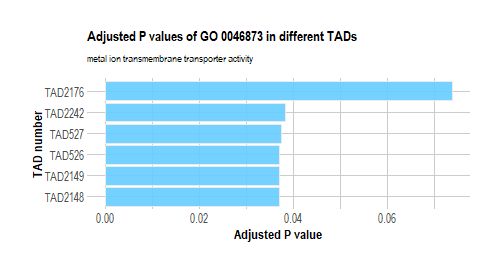 Adjusted P values of GO 0046873 in different TADs
metal ion transmembrane transporter activity
TAD number
TAD2176
TAD2242
TAD527
TAD526
TAD2149
TAD2148
0.00 0.02 0.04 0.06
Adjusted P value